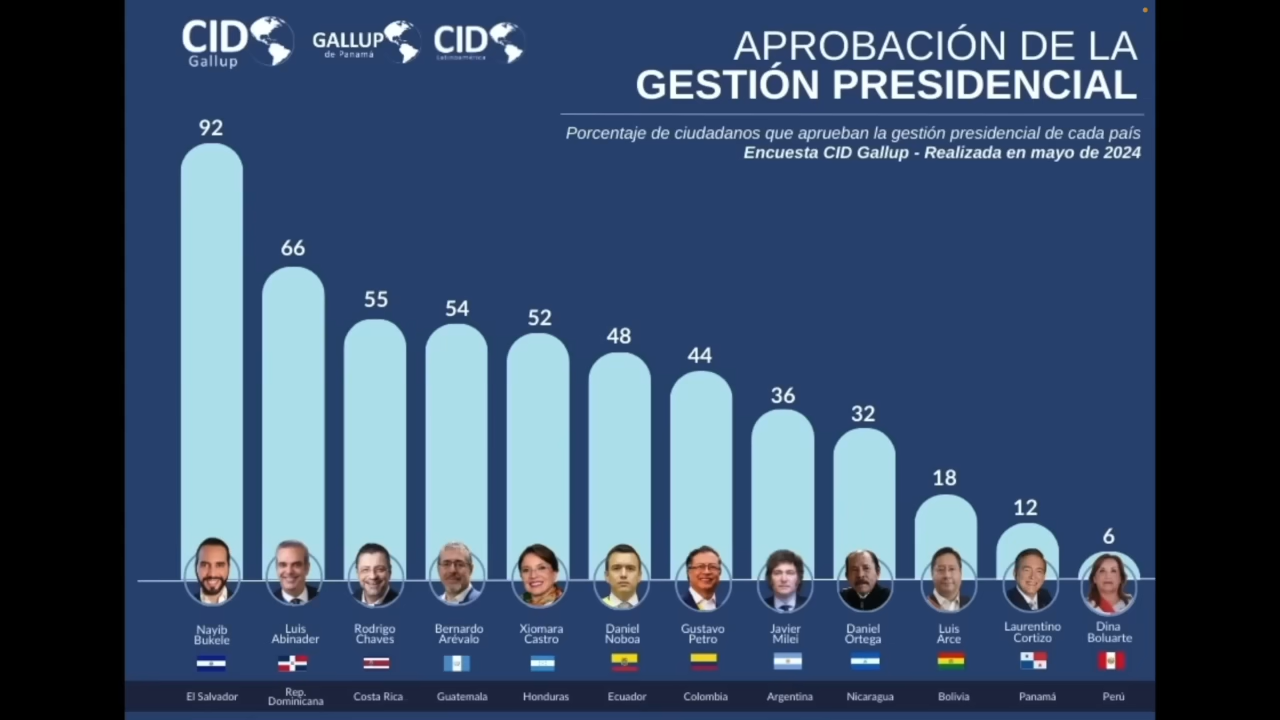 CID
Gallup
GALLUP
de Panamá
CID
Latinoamérica
APROBACIÓN DE LA
GESTIÓN PRESIDENCIAL
Porcentaje de ciudadanos que aprueban la gestión presidencial de cada país
Encuesta CID Gallup - Realizada en mayo de 2024
92
66
55
54
52
48
44
36
32
18
12
6
Nayib
Bukele
Luis
Abinader
Rodrigo
Chaves
Bernardo
Arévalo
Xiomara
Castro
Daniel
Noboa
Gustavo
Petro
Javier
Milei
Daniel
Ortega
Luis
Arce
Laurentino
Cortizo
Dina
Boluarte
El Salvador
Rep.
Dominicana
Costa Rica
Guatemala
Honduras
Ecuador
Colombia
Argentina
Nicaragua
Bolivia
Panamá
Perú